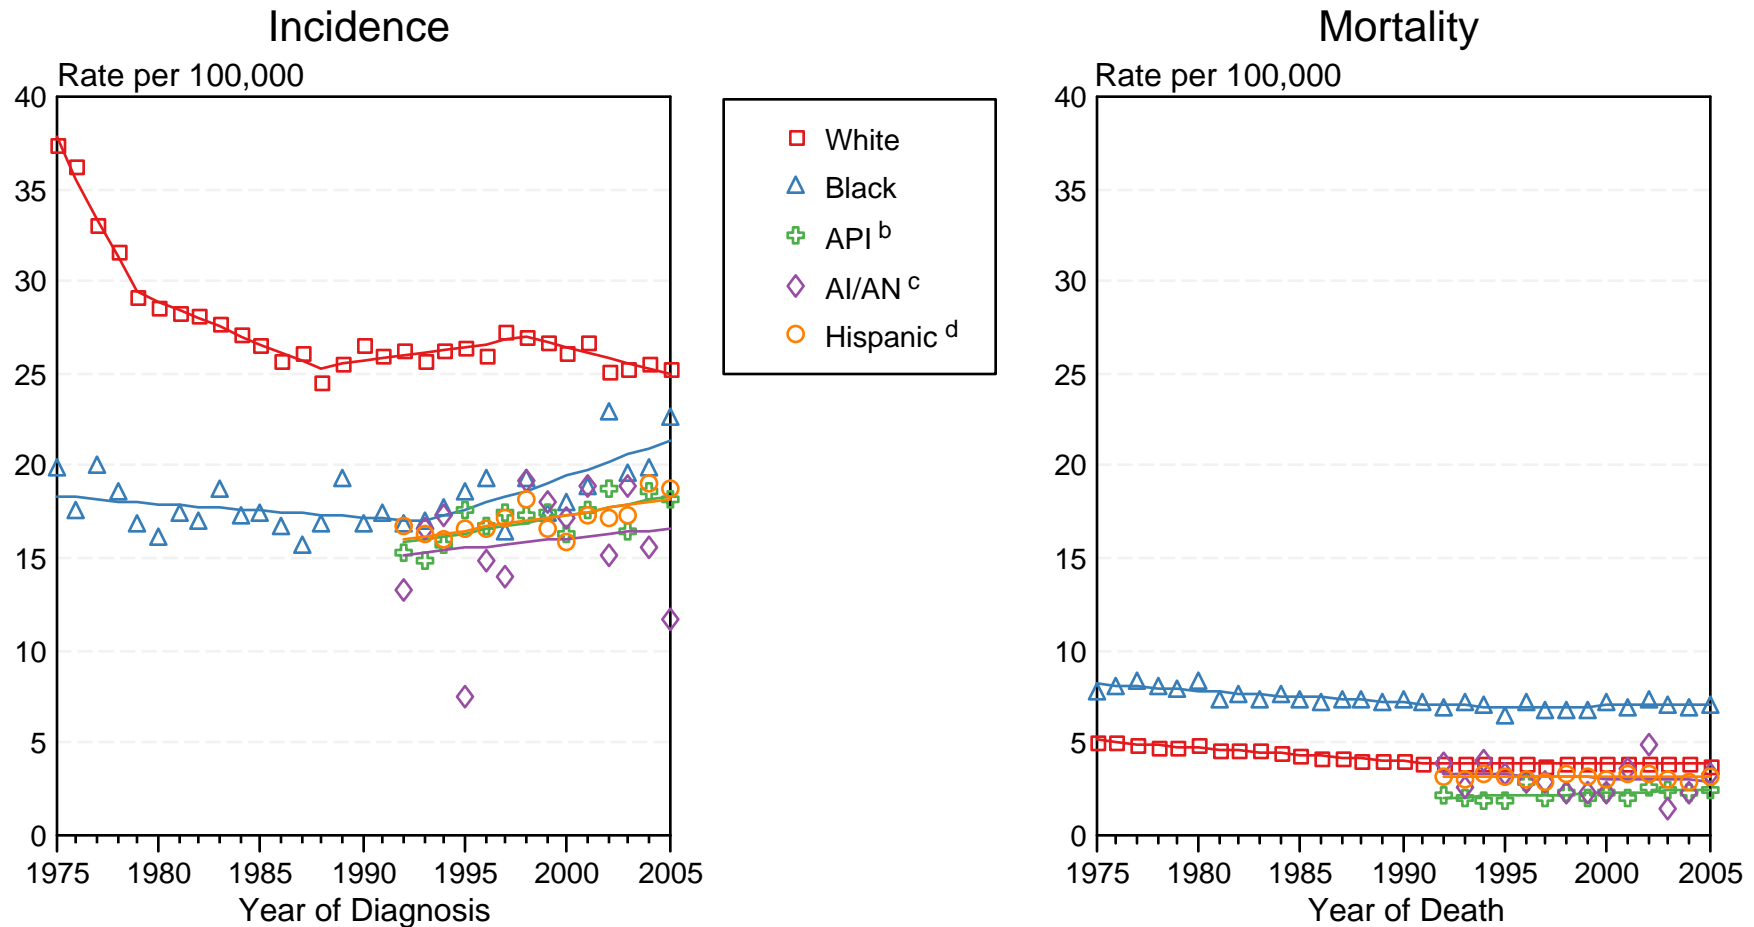 Incidence
Mortality
Rate per 100,000
Rate per 100,000
40
35
30
25
20
15
10
5
0
1975 1980 1985 1990 1995 2000 2005
Year of Diagnosis
White
Black
API b
AI/AN c
Hispanic d
40
35
30
25
20
15
10
5
0
1975 1980 1985 1990 1995 2000 2005
Year of Death